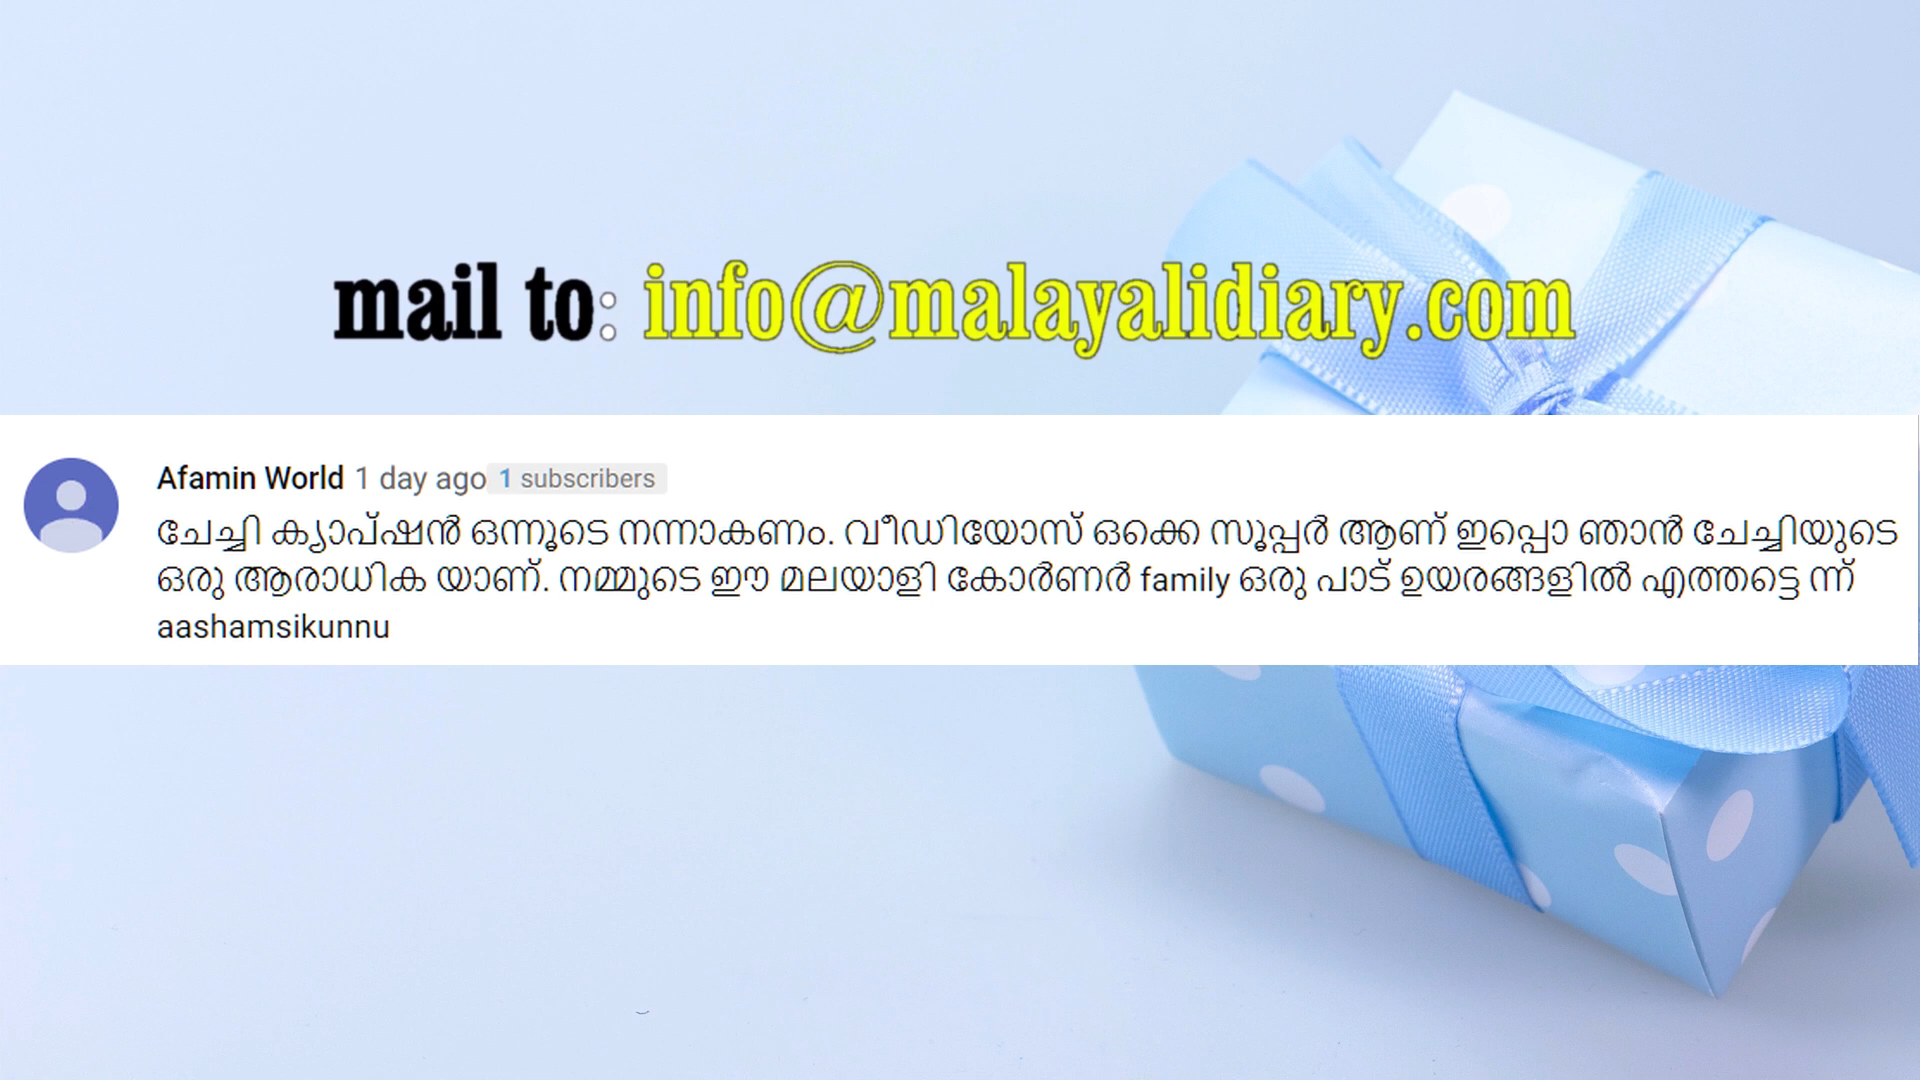 mail to: info@malayalidiary.com
Afamin World 1 day ago 1 subscribers
ചേച്ചി ക്യാപ്ഷൻ ഒന്നൂടെ നന്നാകണം. വീഡിയോസ് ഒക്കെ സൂപ്പർ ആണ് ഇപ്പൊ ഞാൻ ചേച്ചിയുടെ
ഒരു ആരാധിക യാണ്. നമ്മുടെ ഈ മലയാളി കോർണർ family ഒരു പാട് ഉയരങ്ങളിൽ എത്തട്ടെ ന്ന്
aashamsikunnu